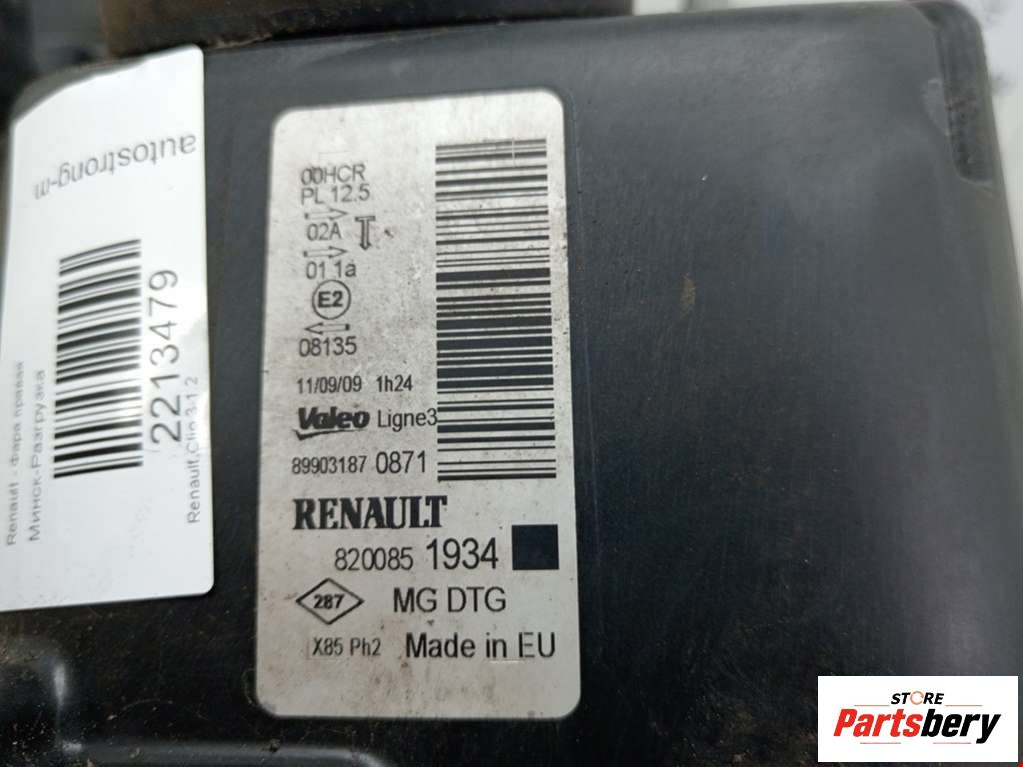 autostrong-m
2213479
Renault - Фара правая
Минск-Разгрузка
Renault,Clio,3,1.2
00HCR
PL 12.5
02A
01 1a
E2
08135
11/09/09 1h24
Valeo Ligne3
89903187 0871
RENAULT
820085 1934
287 MG DTG
X85 Ph2 Made in EU
STORE
Partsbery